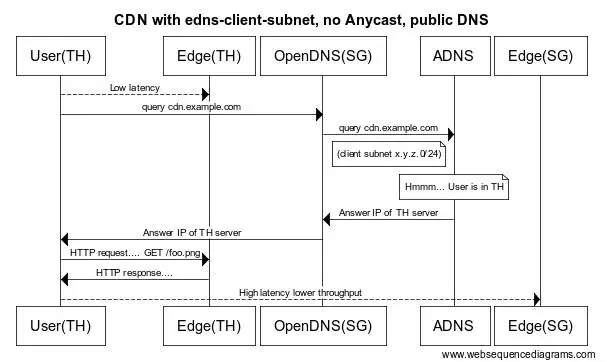 CDN with edns-client-subnet, no Anycast, public DNS
User(TH) Edge(TH) OpenDNS(SG) ADNS Edge(SG)
Low latency
query cdn.example.com
query cdn.example.com
(client subnet x.y.z.0/24)
Hmmm... User is in TH
Answer IP of TH server
Answer IP of TH server
HTTP request.... GET /foo.png
HTTP response....
High latency lower throughput
User(TH) Edge(TH) OpenDNS(SG) ADNS Edge(SG)
www.websequencediagrams.com